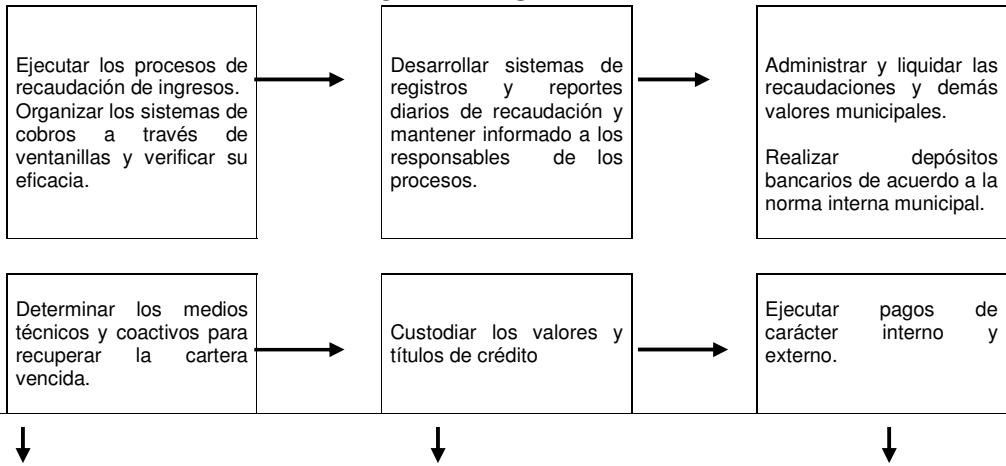 Ejecutar los procesos de
recaudación de ingresos.
Organizar los sistemas de
cobros a través de
ventanillas y verificar su
eficacia.
Desarrollar sistemas de
registros y reportes
diarios de recaudación y
mantener informado a los
responsables de los
procesos.
Administrar y liquidar las
recaudaciones y demás
valores municipales.
Realizar depósitos
bancarios de acuerdo a la
norma interna municipal.
Determinar los medios
técnicos y coactivos para
recuperar la cartera
vencida.
Custodiar los valores y
títulos de crédito
Ejecutar pagos de
carácter interno y
externo.